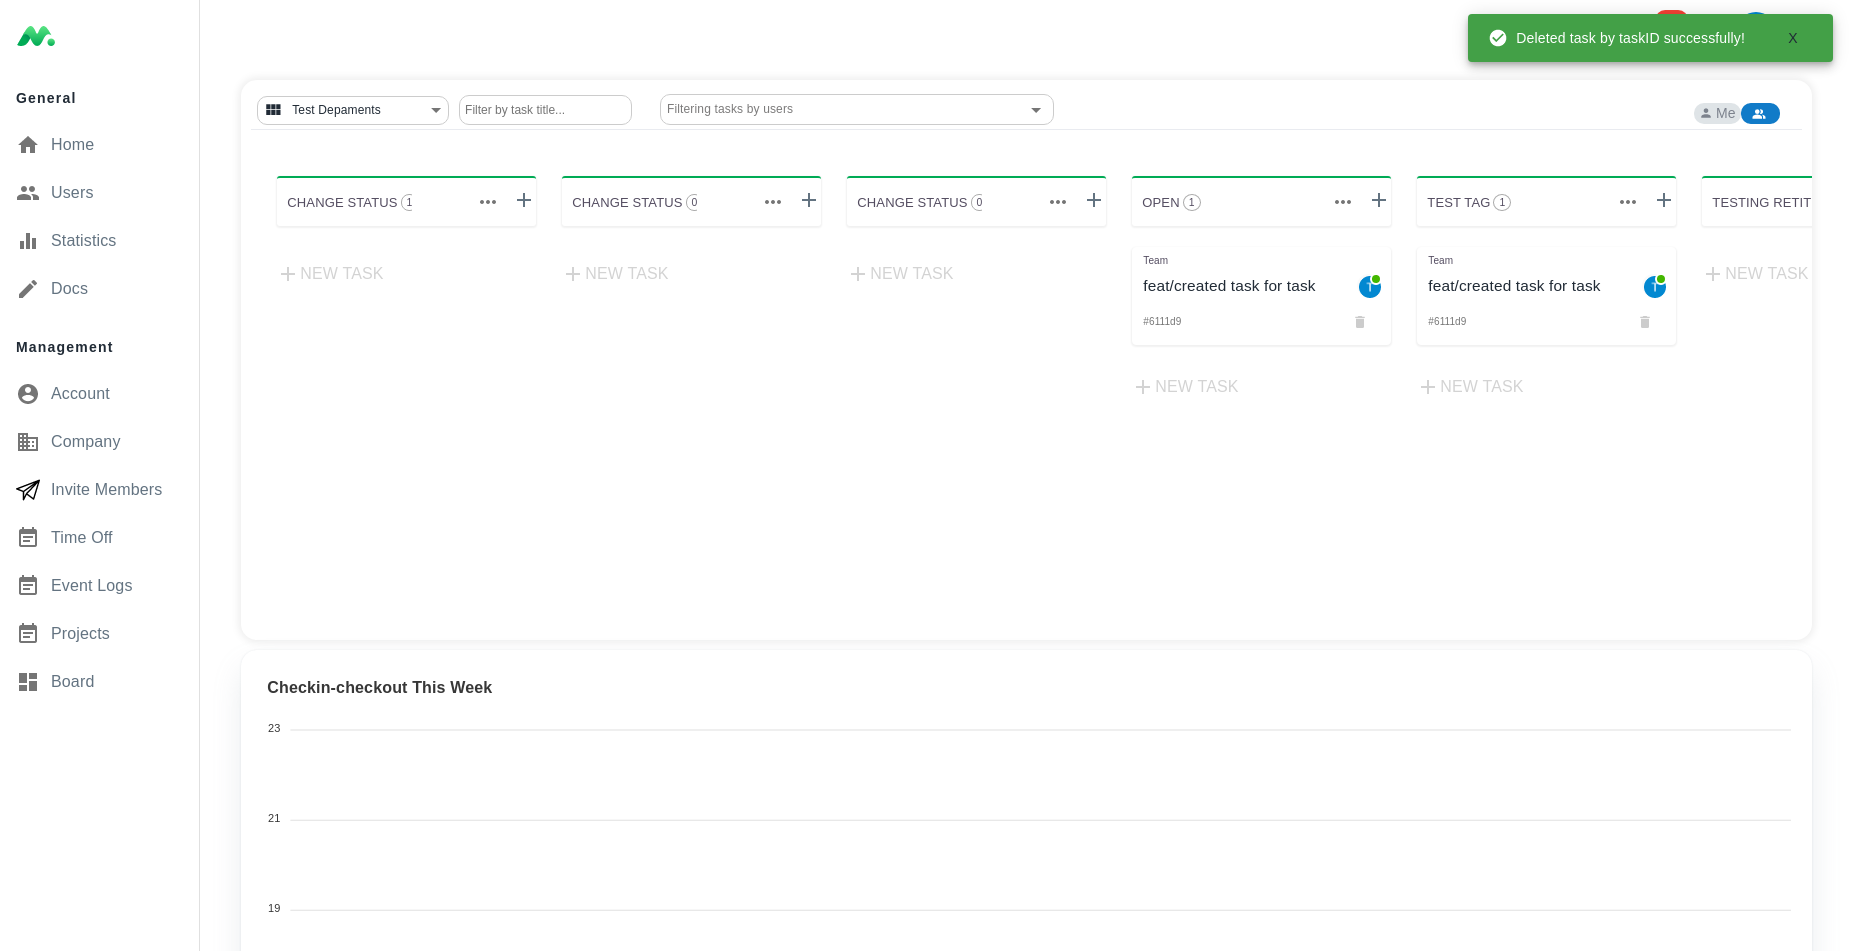 Deleted task by taskID successfully!
X
General
Home
Users
Statistics
Docs
Management
Account
Company
Invite Members
Time Off
Event Logs
Projects
Board
Test Depaments
Filter by task title...
Filtering tasks by users
Me
CHANGE STATUS 1
NEW TASK
CHANGE STATUS 0
NEW TASK
CHANGE STATUS 0
NEW TASK
OPEN 1
Team
feat/created task for task
T
#6111d9
NEW TASK
TEST TAG 1
Team
feat/created task for task
T
#6111d9
NEW TASK
TESTING RETIT
NEW TASK
Checkin-checkout This Week
23
21
19